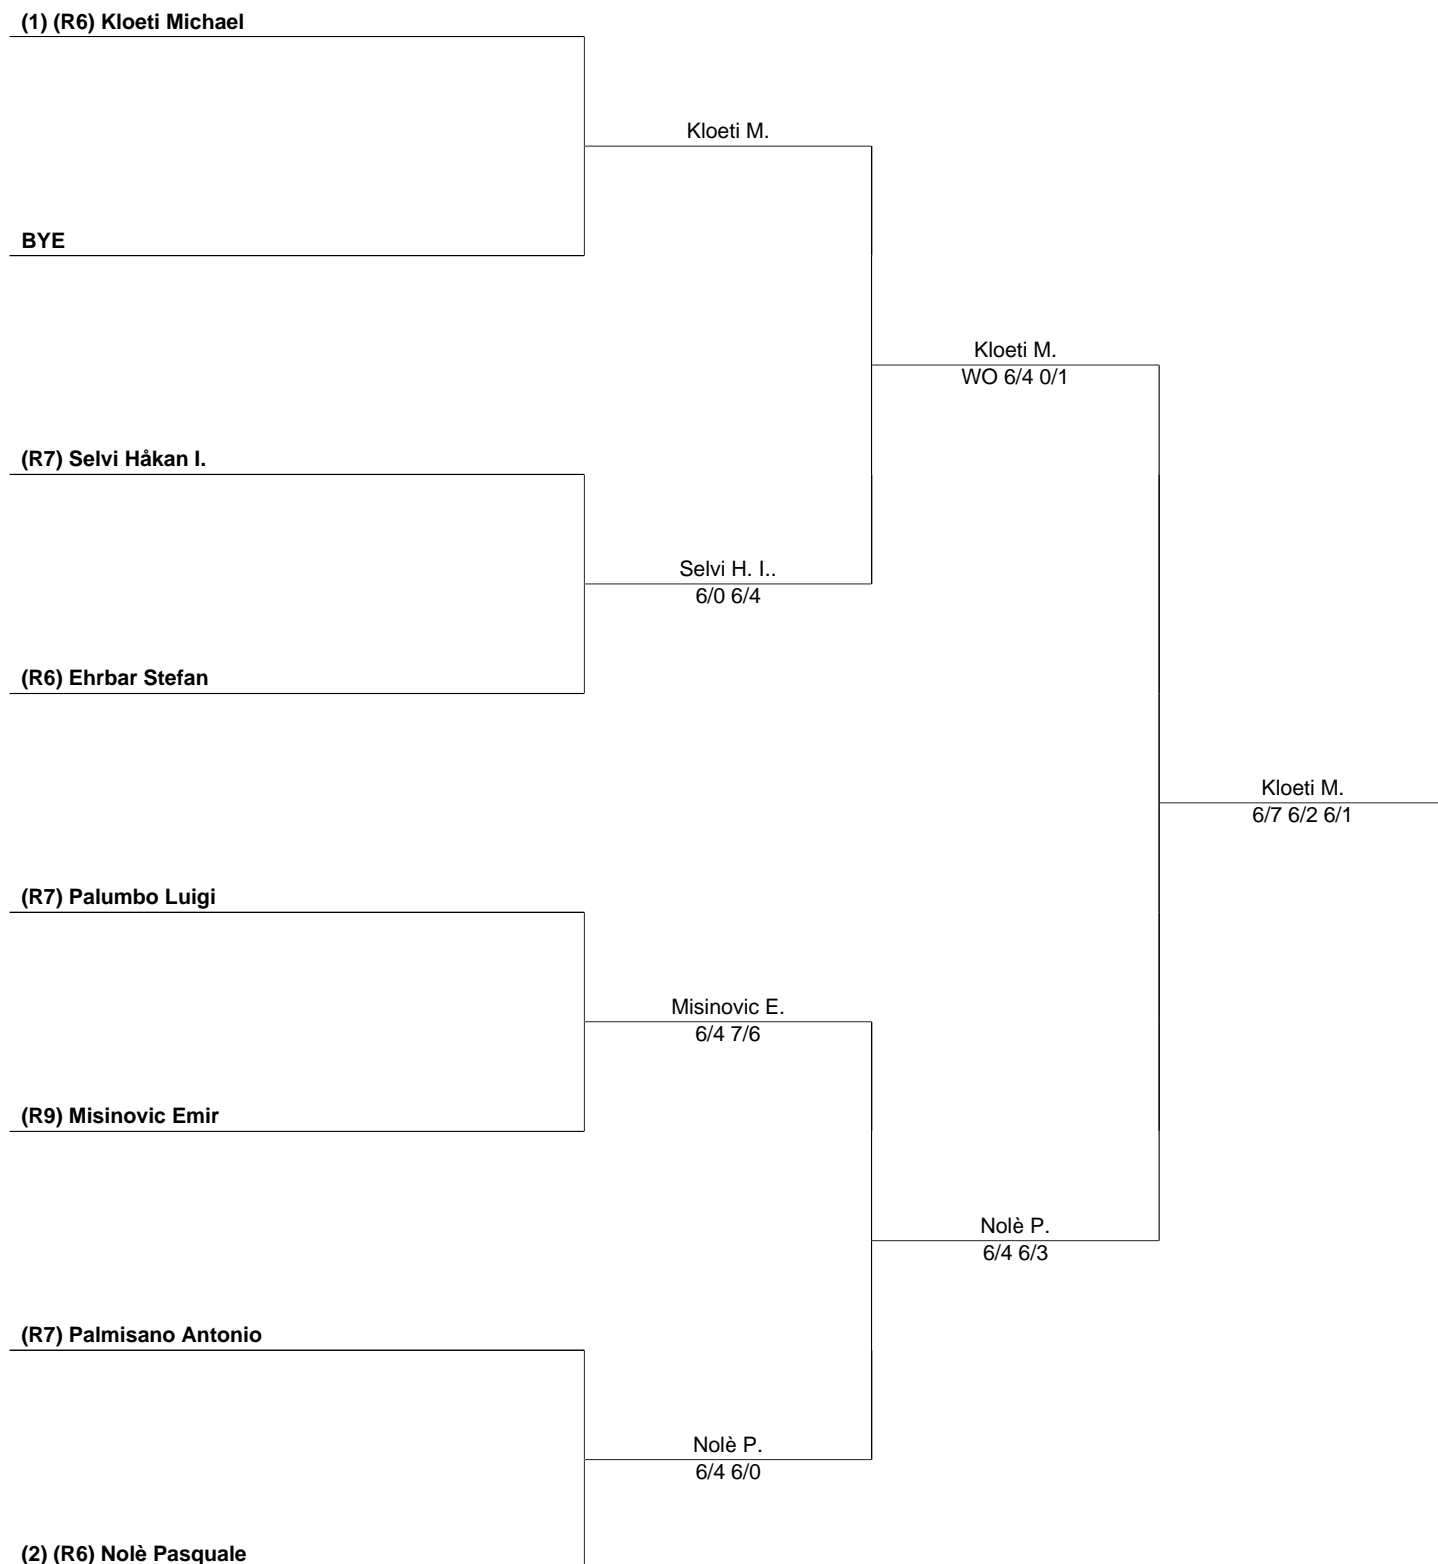 (1) (R6) Kloeti Michael
Kloeti M.
BYE
Kloeti M.
WO 6/4 0/1
(R7) Selvi Håkan I.
Selvi H. I..
6/0 6/4
(R6) Ehrbar Stefan
Kloeti M.
6/7 6/2 6/1
(R7) Palumbo Luigi
Misinovic E.
6/4 7/6
(R9) Misinovic Emir
Nolè P.
6/4 6/3
(R7) Palmisano Antonio
Nolè P.
6/4 6/0
(2) (R6) Nolè Pasquale